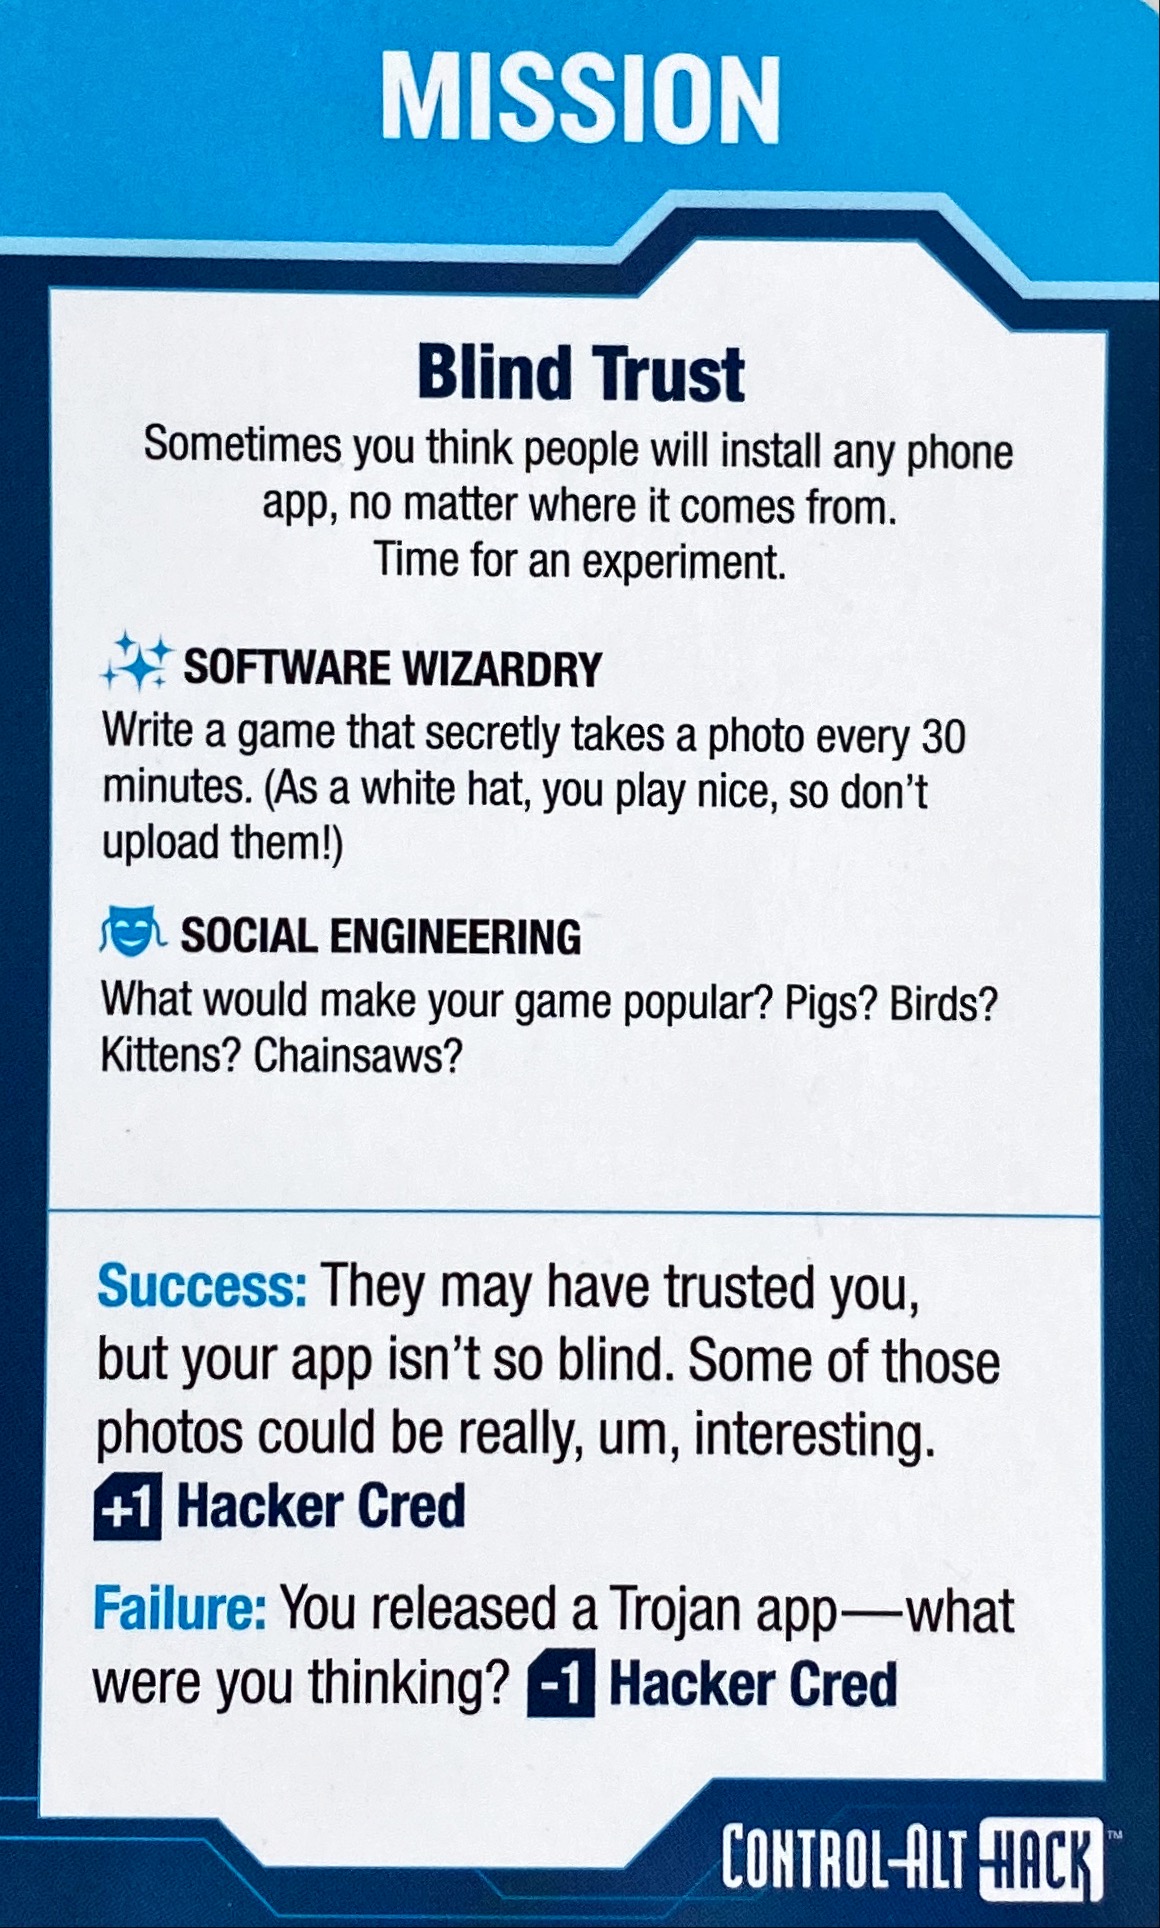 MISSION
Blind Trust
Sometimes you think people will install any phone
app, no matter where it comes from.
Time for an experiment.
SOFTWARE WIZARDRY
Write a game that secretly takes a photo every 30
minutes. (As a white hat, you play nice, so don't
upload them!)
SOCIAL ENGINEERING
What would make your game popular? Pigs? Birds?
Kittens? Chainsaws?
Success: They may have trusted you,
but your app isn't so blind. Some of those
photos could be really, um, interesting.
+1 Hacker Cred
Failure: You released a Trojan app—what
were you thinking? -1 Hacker Cred
CONTROL-ALT-HACK™